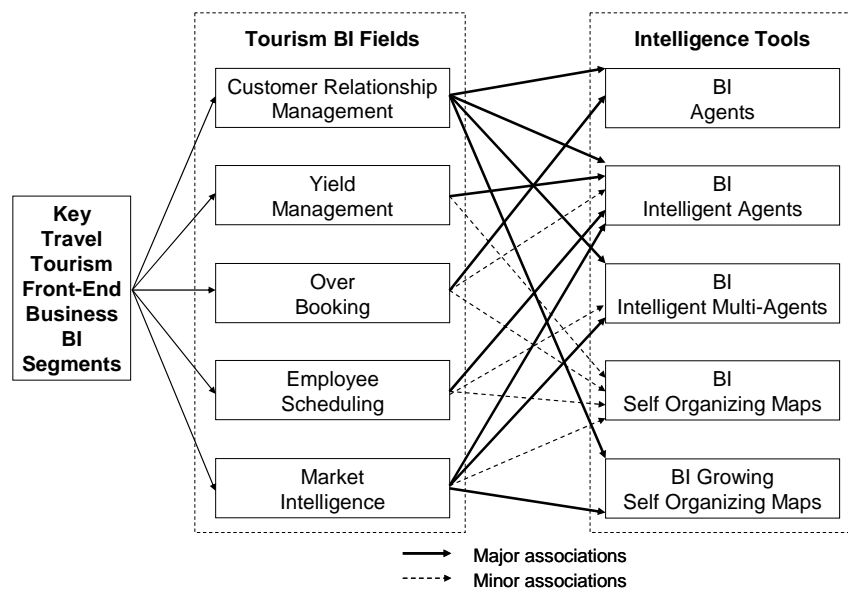 Tourism BI Fields
Intelligence Tools
Key
Travel
Tourism
Front-End
Business
BI
Segments
Customer Relationship
Management
Yield
Management
Over
Booking
Employee
Scheduling
Market
Intelligence
BI
Agents
BI
Intelligent Agents
BI
Intelligent Multi-Agents
BI
Self Organizing Maps
BI Growing
Self Organizing Maps
Major associations
Minor associations